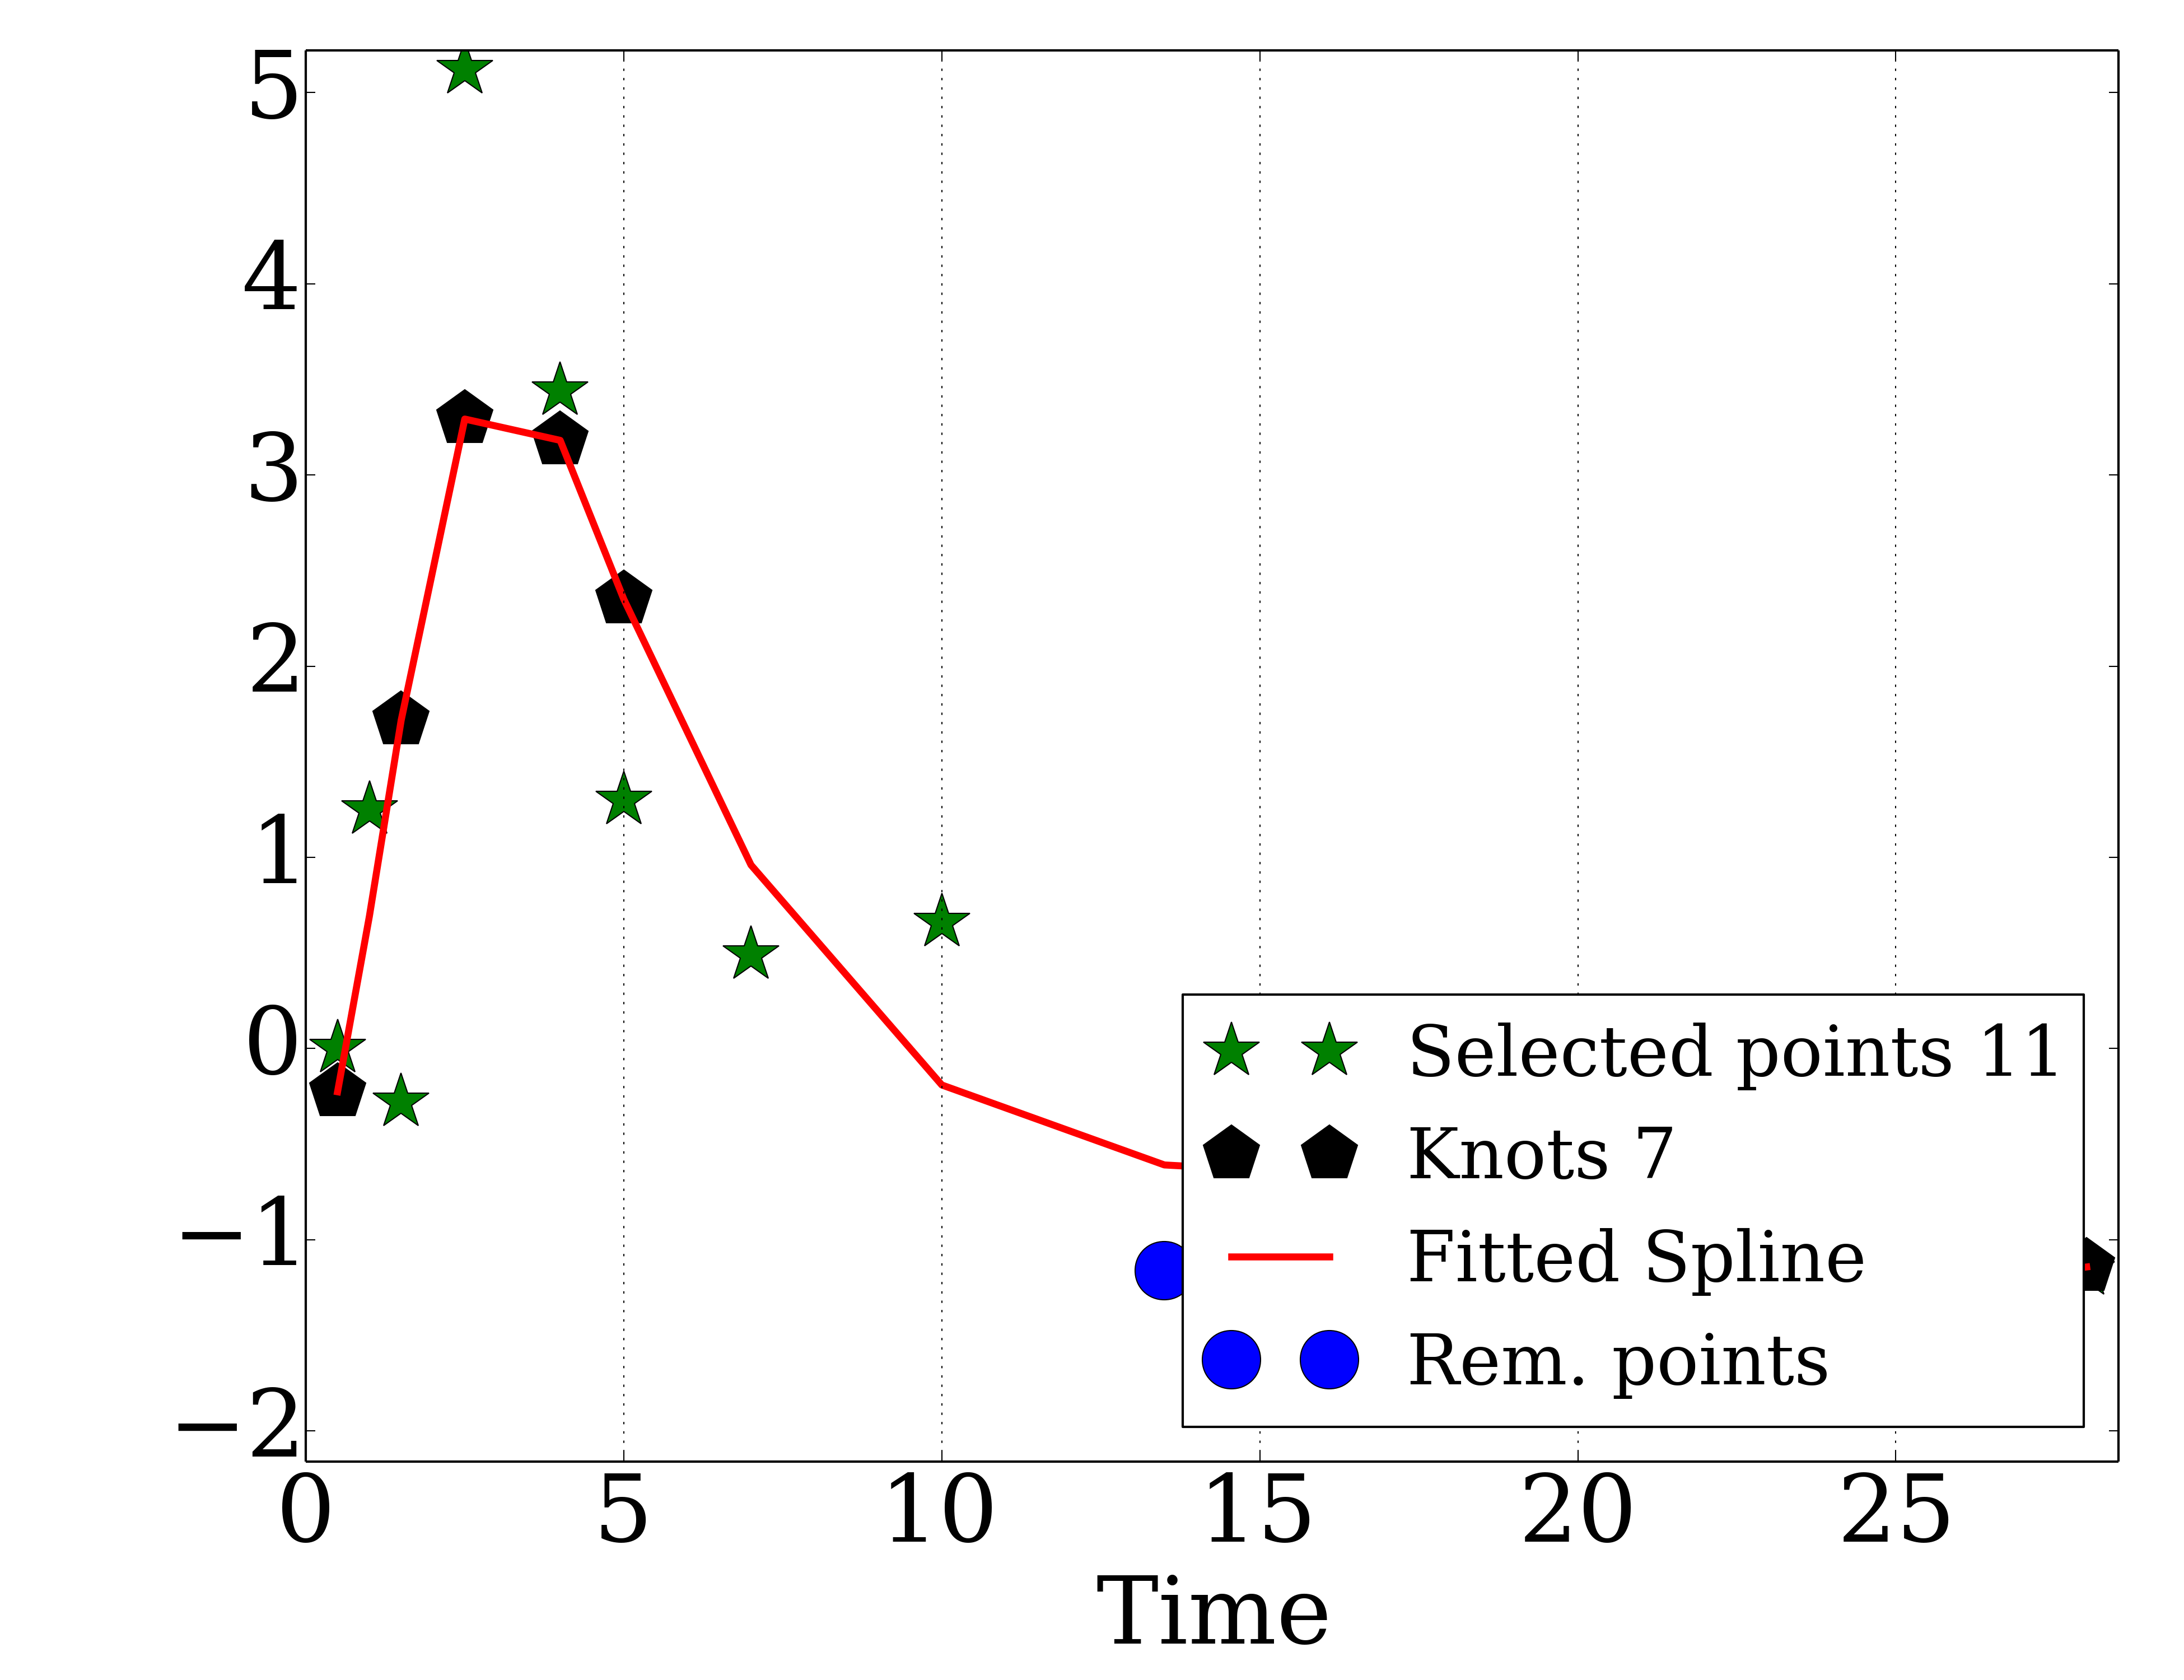 5
4
3
2
1
0
−1
−2
Selected points 11
Knots 7
Fitted Spline
Rem. points
0 5 10 15 20 25
Time